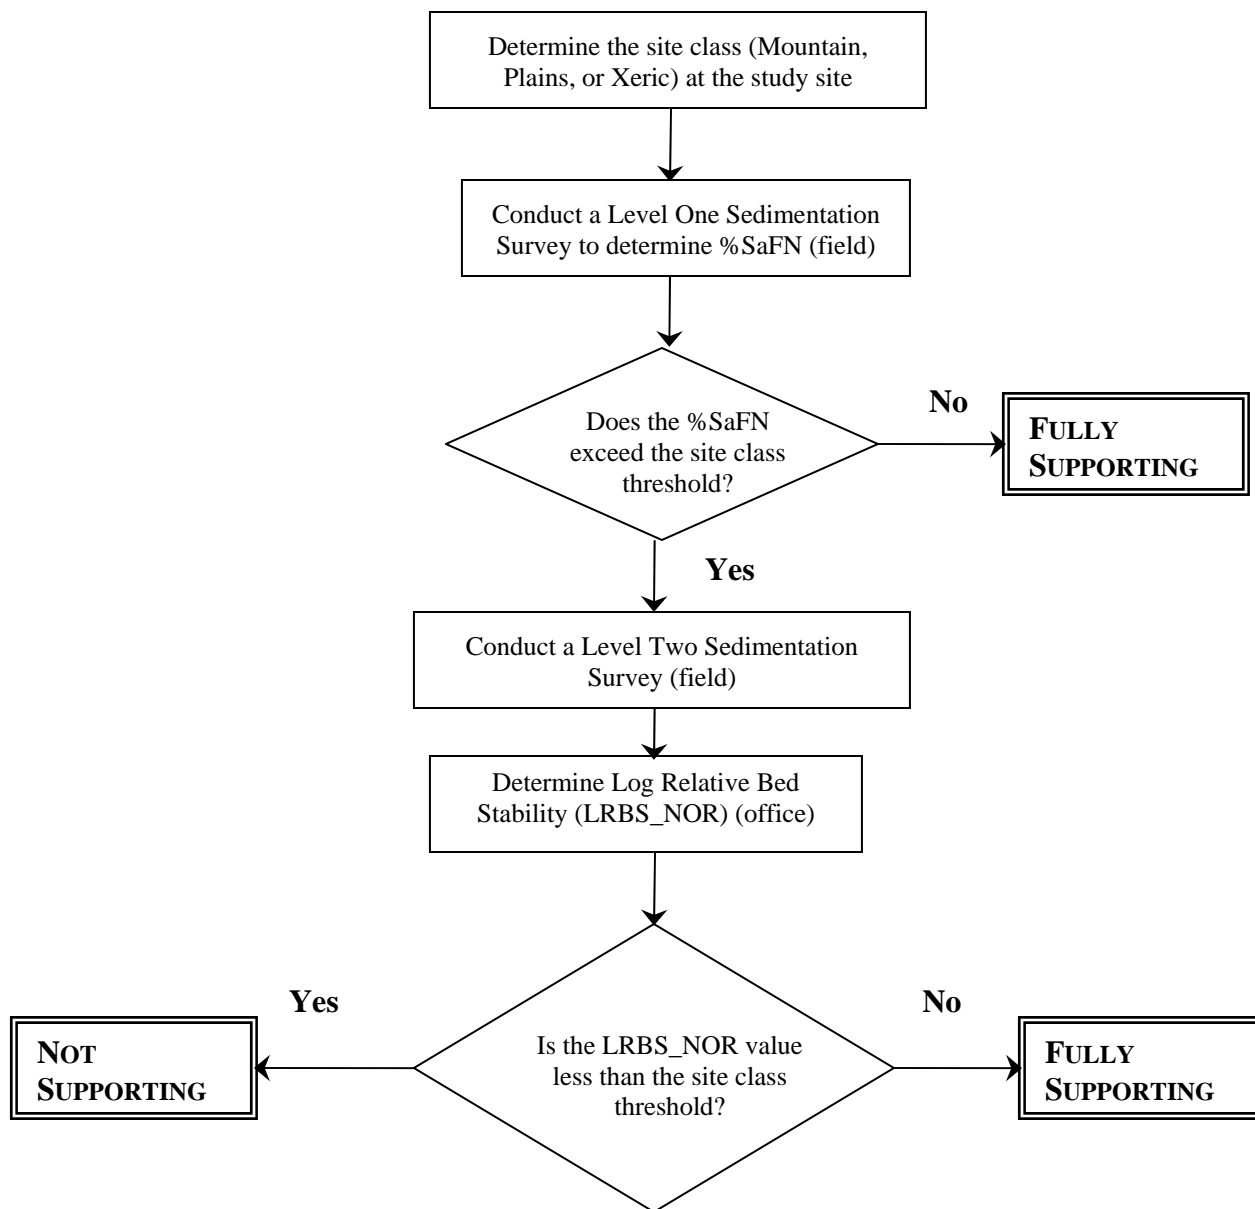 Determine the site class (Mountain,
Plains, or Xeric) at the study site
Conduct a Level One Sedimentation
Survey to determine %SaFN (field)
Does the %SaFN
exceed the site class
threshold?
No
FULLY
SUPPORTING
Yes
Conduct a Level Two Sedimentation
Survey (field)
Determine Log Relative Bed
Stability (LRBS_NOR) (office)
Is the LRBS_NOR value
less than the site class
threshold?
Yes
NOT
SUPPORTING
No
FULLY
SUPPORTING